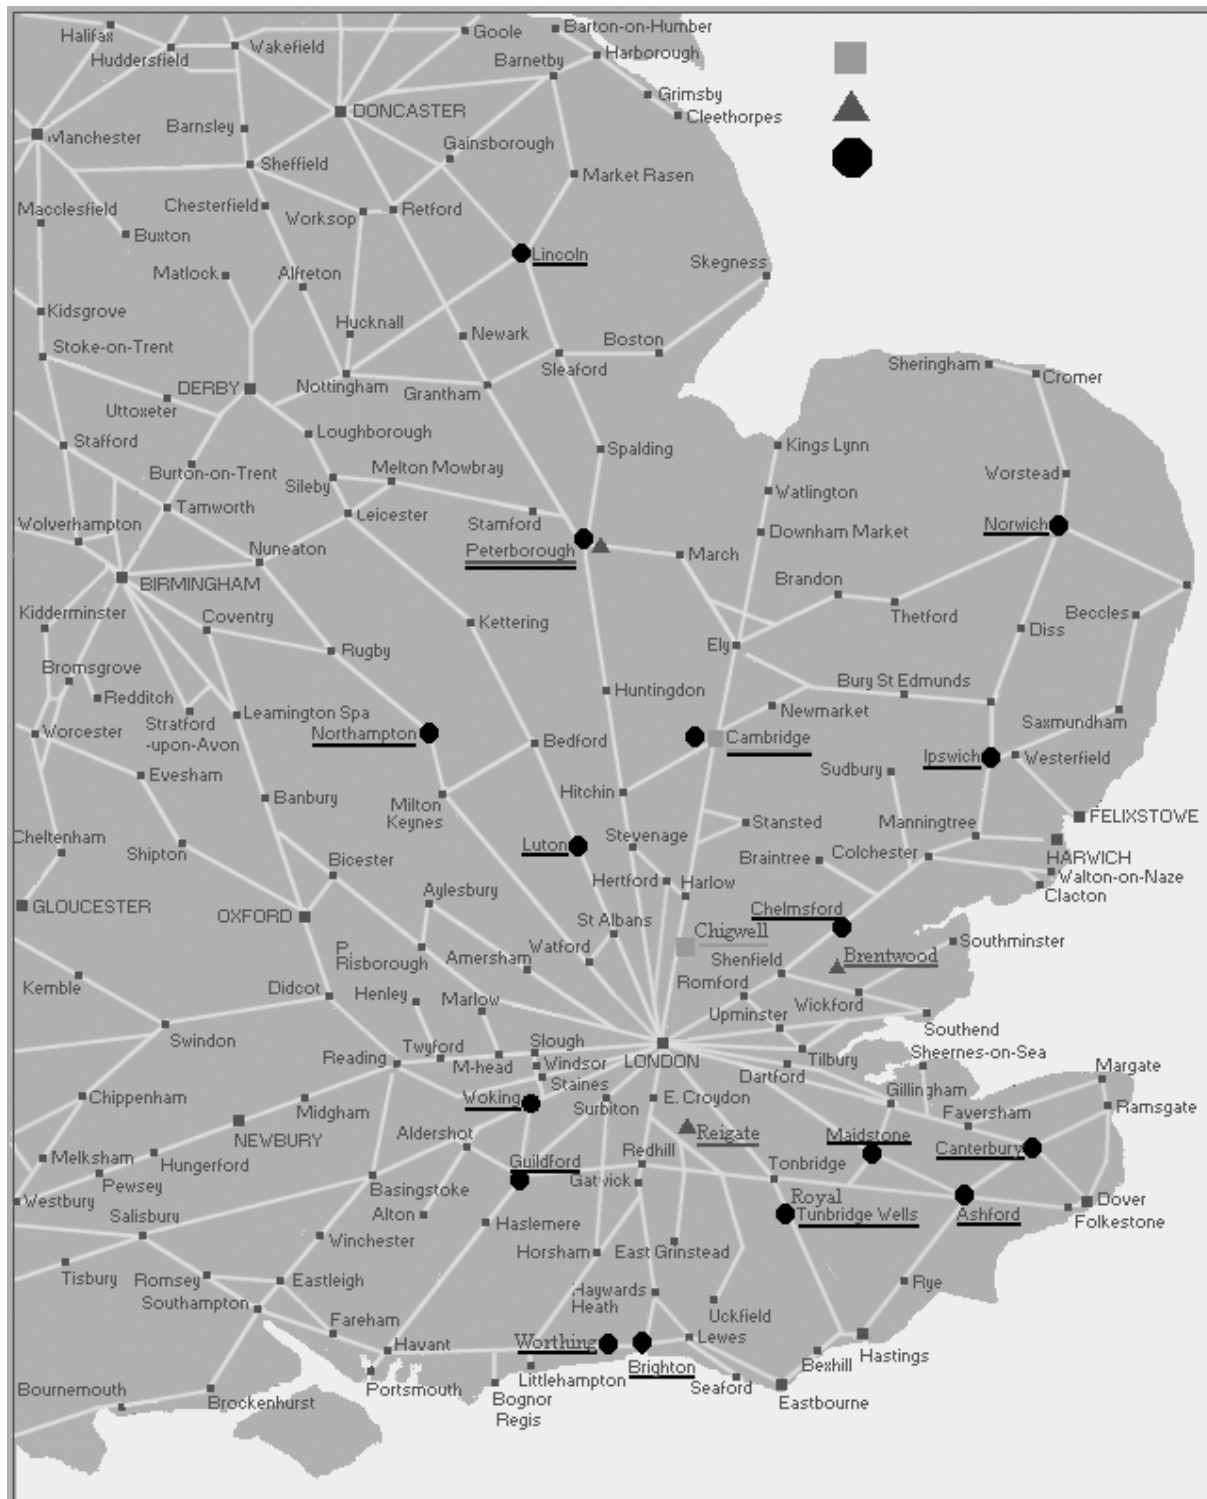 Barton-on-Humber
Goole
Halifax
Wakefield
Harborough
Huddersfield
Barnetby
Grimsby
DONCASTER
Cleethorpes
Barnsley
Manchester
Gainsborough
Sheffield
Market Rasen
Chesterfield
Macclesfield
Worksop
Retford
Buxton
Lincoln
Skegness
Matlock
Alfreton
Kidsgrove
Hucknall
Newark
Boston
Stoke-on-Trent
Sleaford
Sheringham
Cromer
DERBY
Nottingham
Grantham
Uttoxeter
Loughborough
Stafford
Spalding
Kings Lynn
Burton-on-Trent
Melton Mowbray
Worstead
Sileby
Watlington
Tamworth
Leicester
Stamford
Wolverhampton
Norwich
Downham Market
Nuneaton
Peterborough
March
BIRMINGHAM
Brandon
Kidderminster
Coventry
Thetford
Beccles
Kettering
Diss
Ely
Rugby
Bromsgrove
Bury St Edmunds
Redditch
Huntingdon
Leamington Spa
Newmarket
Stratford
-upon-Avon
Saxmundham
Worcester
Northampton
Bedford
Cambridge
Ipswich
Westerfield
Evesham
Sudbury
Banbury
Hitchin
Milton
Keynes
FELIXSTOWE
Stansted
Manningtree
Cheltenham
Stevenage
Luton
Shipton
Bicester
Braintree
Colchester
HARWICH
Walton-on-Naze
Hertford
Harlow
Clacton
Aylesbury
GLOUCESTER
OXFORD
Chelmsford
St Albans
Chigwell
Southminster
P.
Risborough
Watford
Amersham
Shenfield
Brentwood
Kemble
Didcot
Henley
Marlow
Romford
Wickford
Upminster
Southend
Swindon
Twyford
Slough
Reading
M-head
Windsor
LONDON
Tilbury
Sheernes-on-Sea
Staines
Dartford
Margate
Gillingham
Chippenham
Midgham
Woking
Surbiton
E. Croydon
Faversham
Ramsgate
NEWBURY
Aldershot
Reigate
Maidstone
Canterbury
Melksham
Hungerford
Guildford
Redhill
Tonbridge
Pewsey
Basingstoke
Gatwick
Westbury
Royal
Tunbridge Wells
Dover
Salisbury
Alton
Haslemere
Ashford
Folkestone
Winchester
Horsham
East Grinstead
Tisbury
Romsey
Eastleigh
Haywards
Heath
Rye
Southampton
Uckfield
Fareham
Havant
Worthing
Lewes
Hastings
Brighton
Bexhill
Bournemouth
Portsmouth
Littlehampton
Seaford
Brockenhurst
Bognor
Regis
Eastbourne